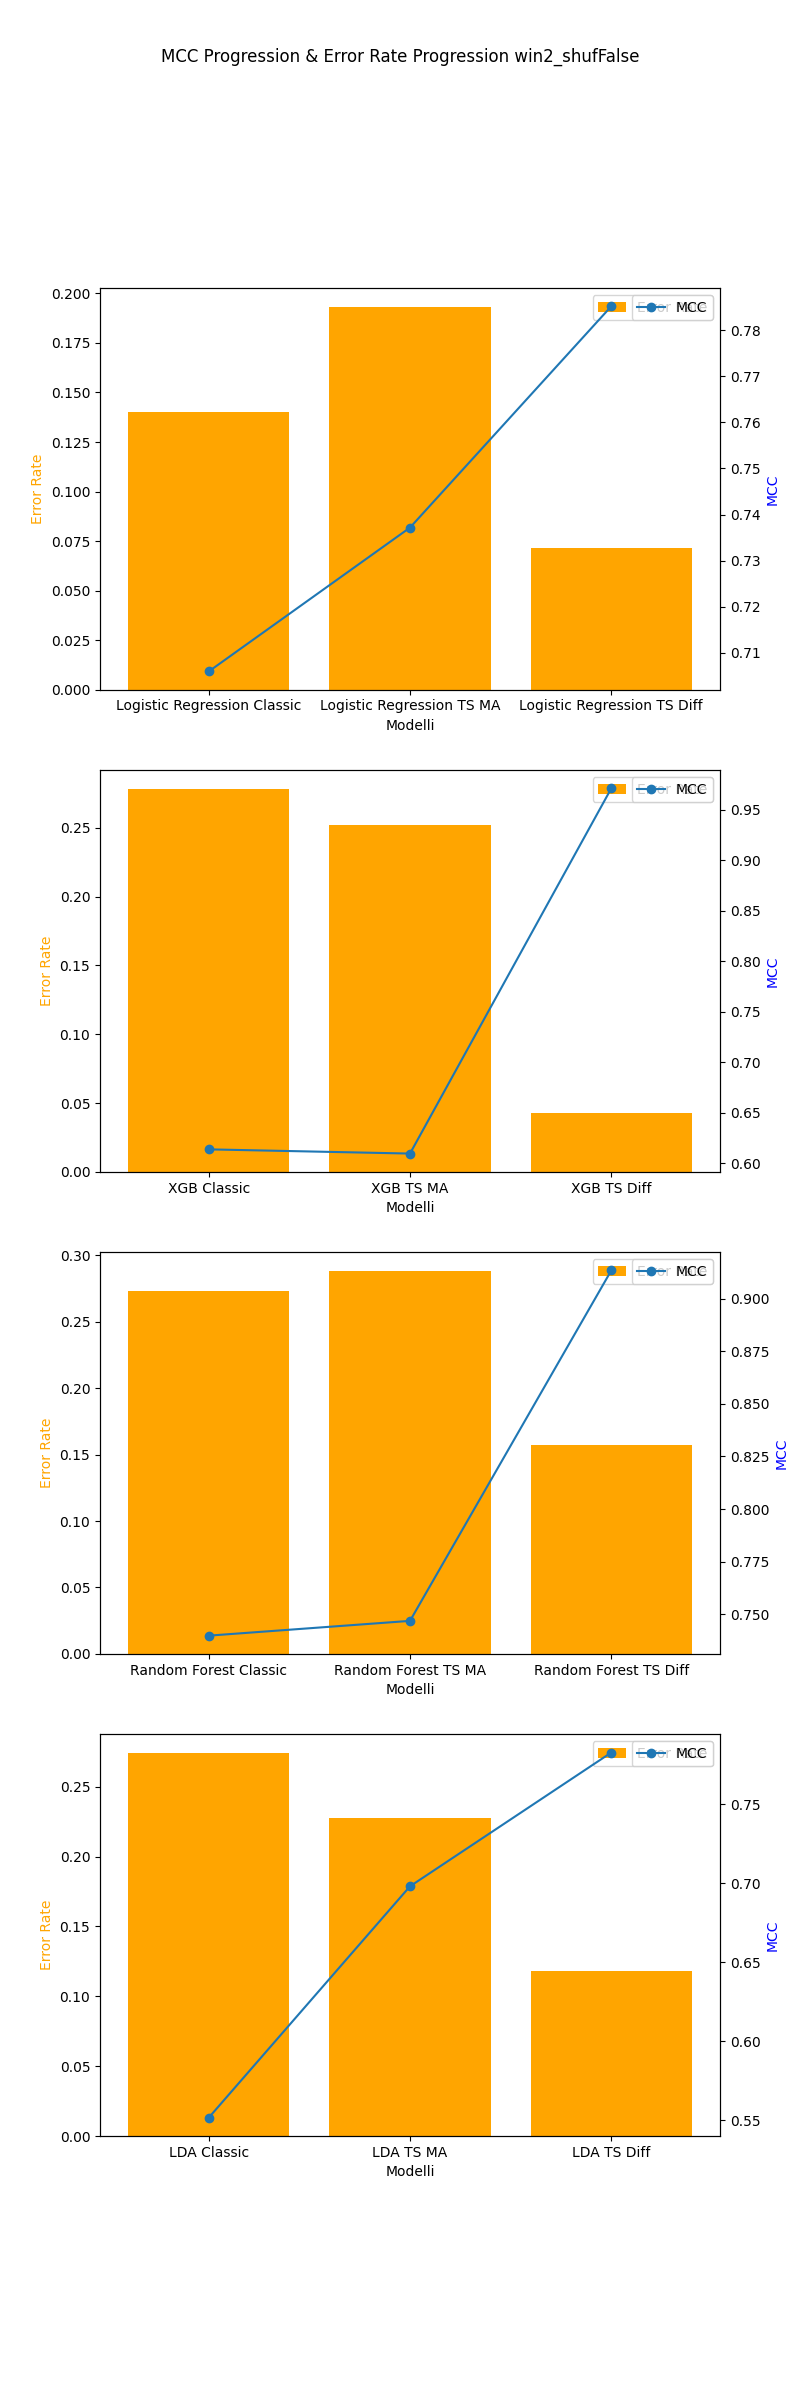 MCC Progression & Error Rate Progression win2_shufFalse
0.200
0.175
0.150
0.125
0.100
0.075
0.050
0.025
0.000
Error Rate
MCC
0.78
0.77
0.76
0.75
0.74
0.73
0.72
0.71
MCC
Logistic Regression Classic
Logistic Regression TS MA
Logistic Regression TS Diff
Modelli
0.25
0.20
0.15
0.10
0.05
0.00
Error Rate
MCC
0.95
0.90
0.85
0.80
0.75
0.70
0.65
0.60
MCC
XGB Classic
XGB TS MA
XGB TS Diff
Modelli
0.30
0.25
0.20
0.15
0.10
0.05
0.00
Error Rate
MCC
0.900
0.875
0.850
0.825
0.800
0.775
0.750
MCC
Random Forest Classic
Random Forest TS MA
Random Forest TS Diff
Modelli
0.25
0.20
0.15
0.10
0.05
0.00
Error Rate
MCC
0.75
0.70
0.65
0.60
0.55
MCC
LDA Classic
LDA TS MA
LDA TS Diff
Modelli